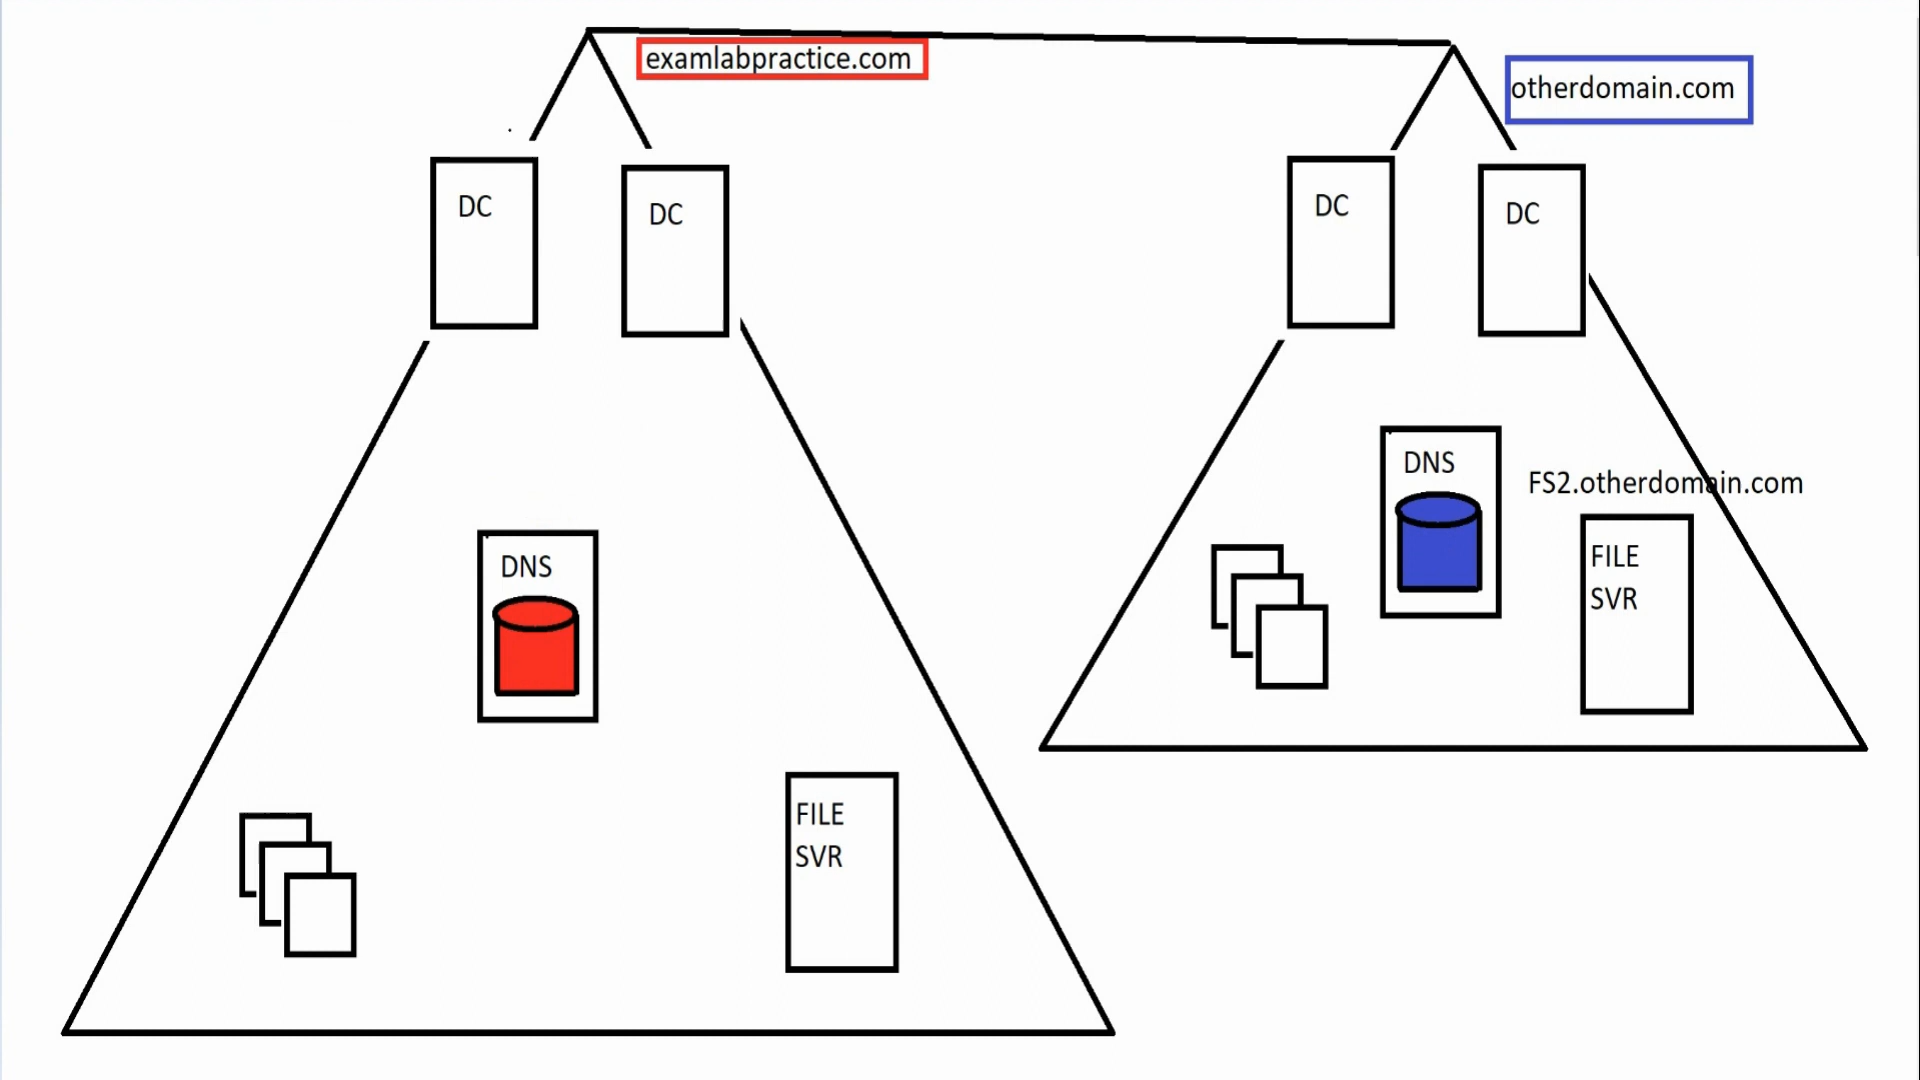 examlabpractice.com
otherdomain.com
DC
DC
DC
DC
DNS
FS2.otherdomain.com
FILE
SVR
DNS
FILE
SVR